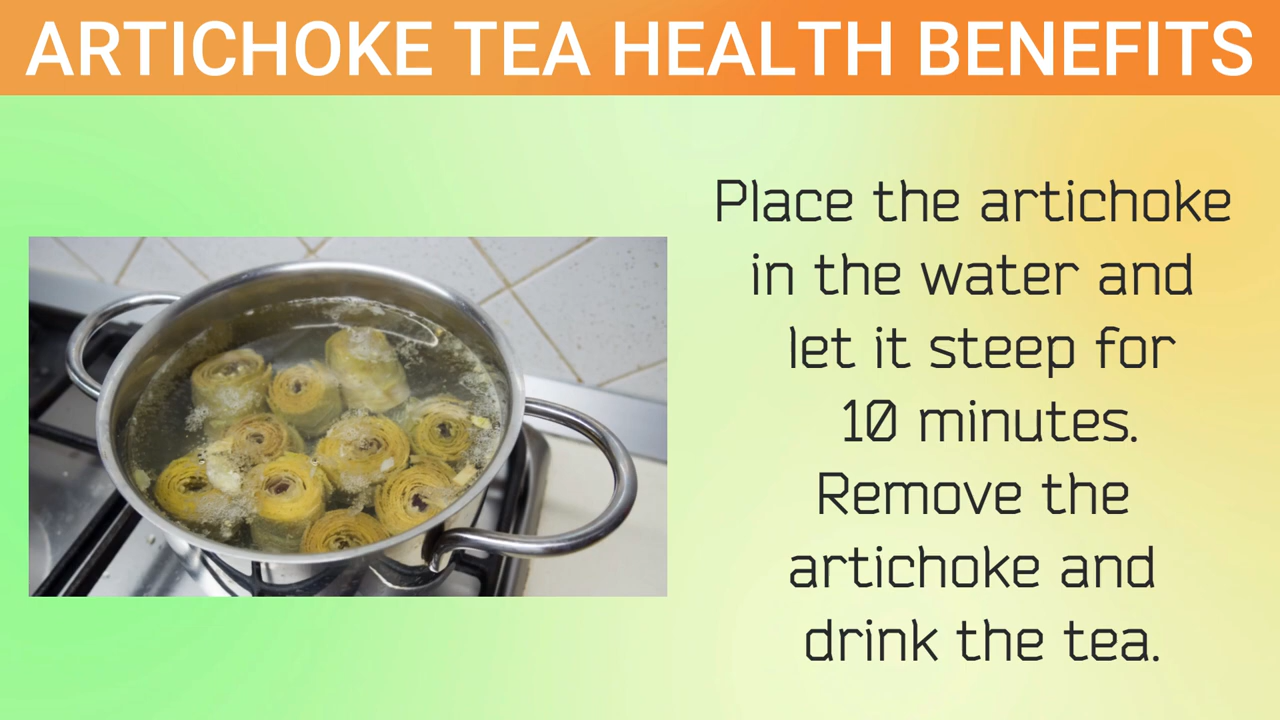 ARTICHOKE TEA HEALTH BENEFITS
Place the artichoke
in the water and
let it steep for
10 minutes.
Remove the
artichoke and
drink the tea.